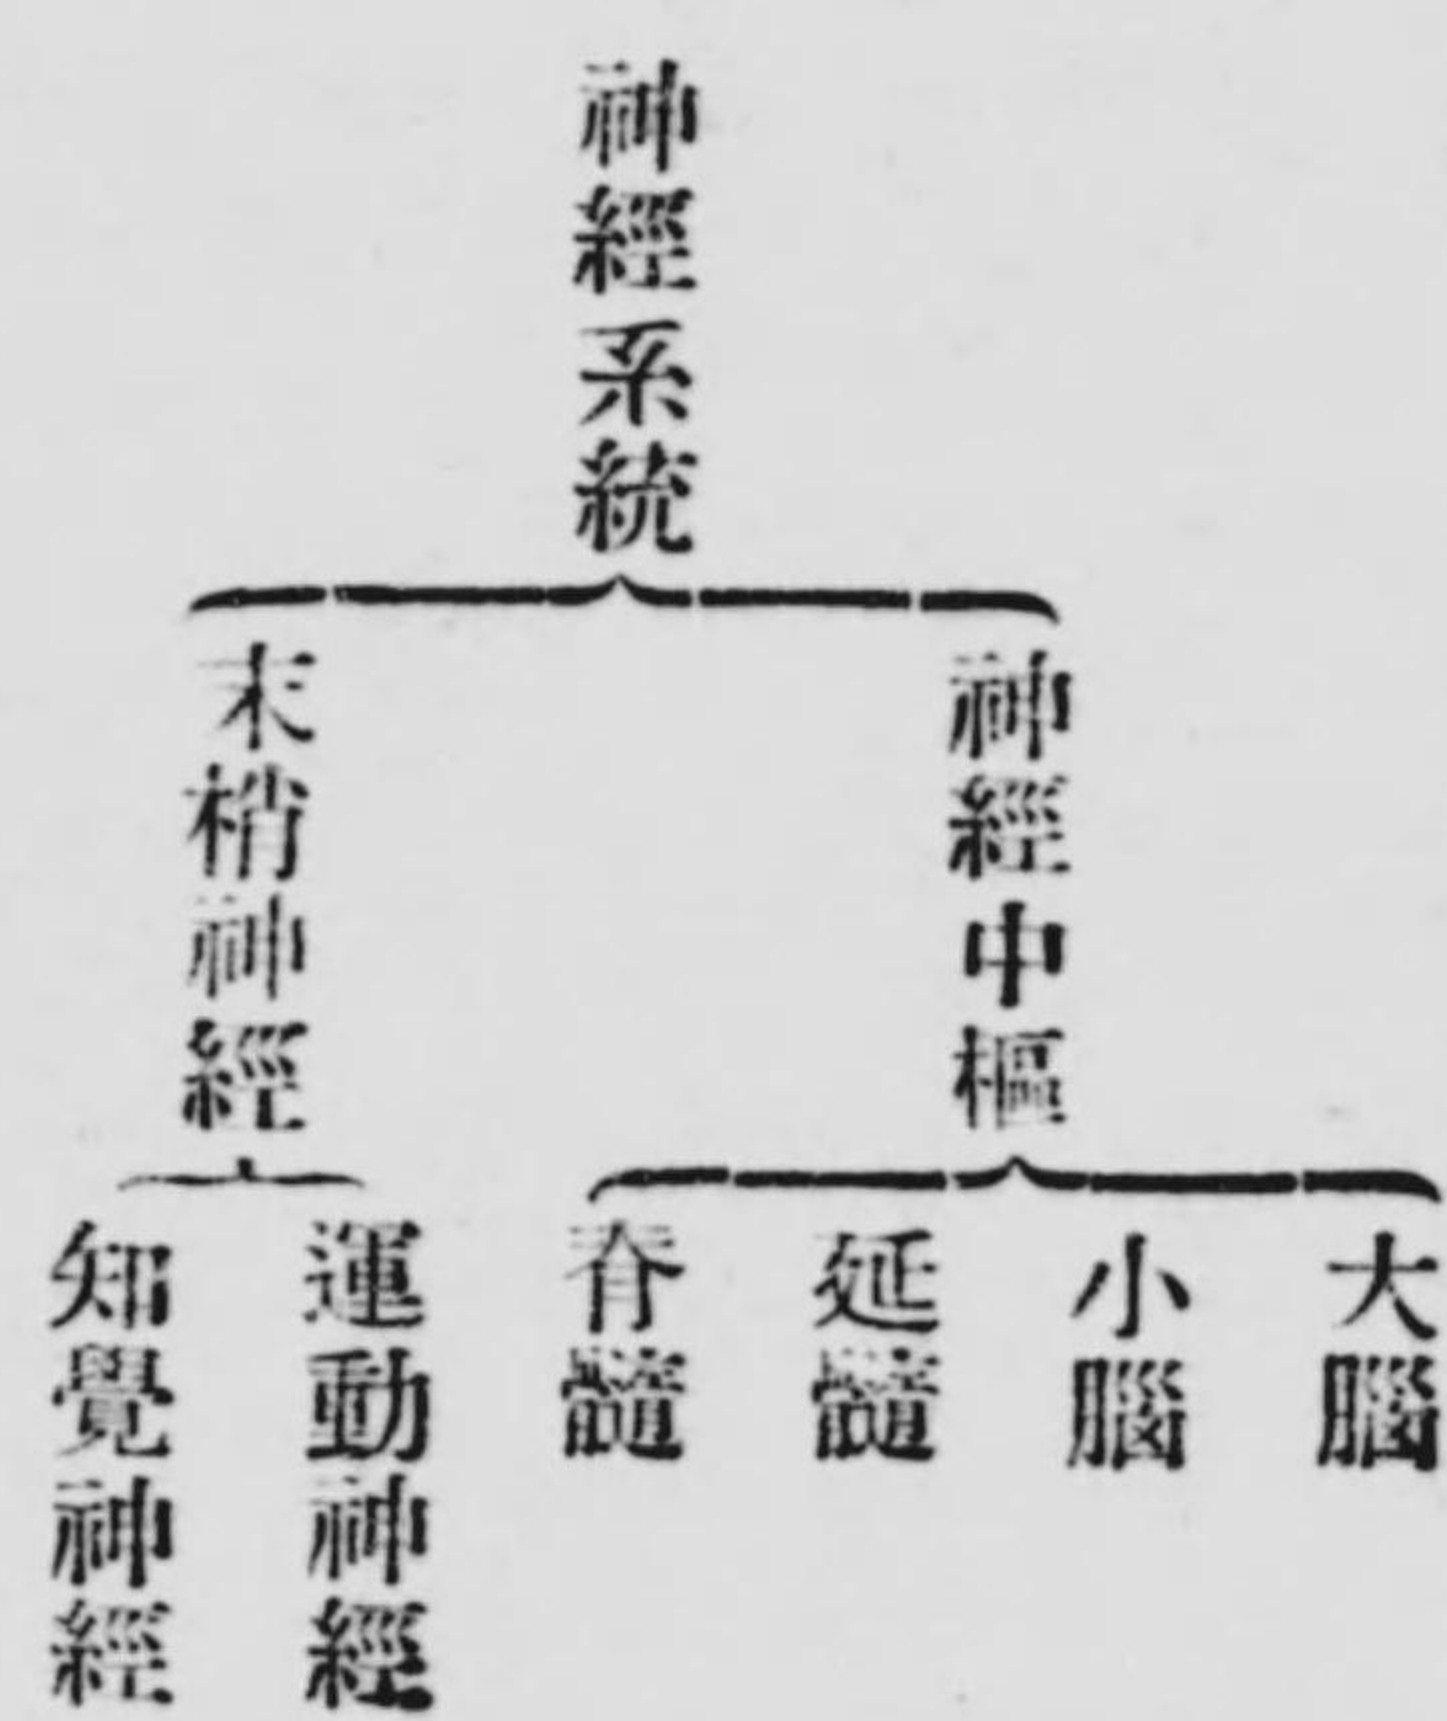 神經系統
神經中樞
大腦
小腦
延髓
脊髓
末梢神經
運動神經
知覺神經